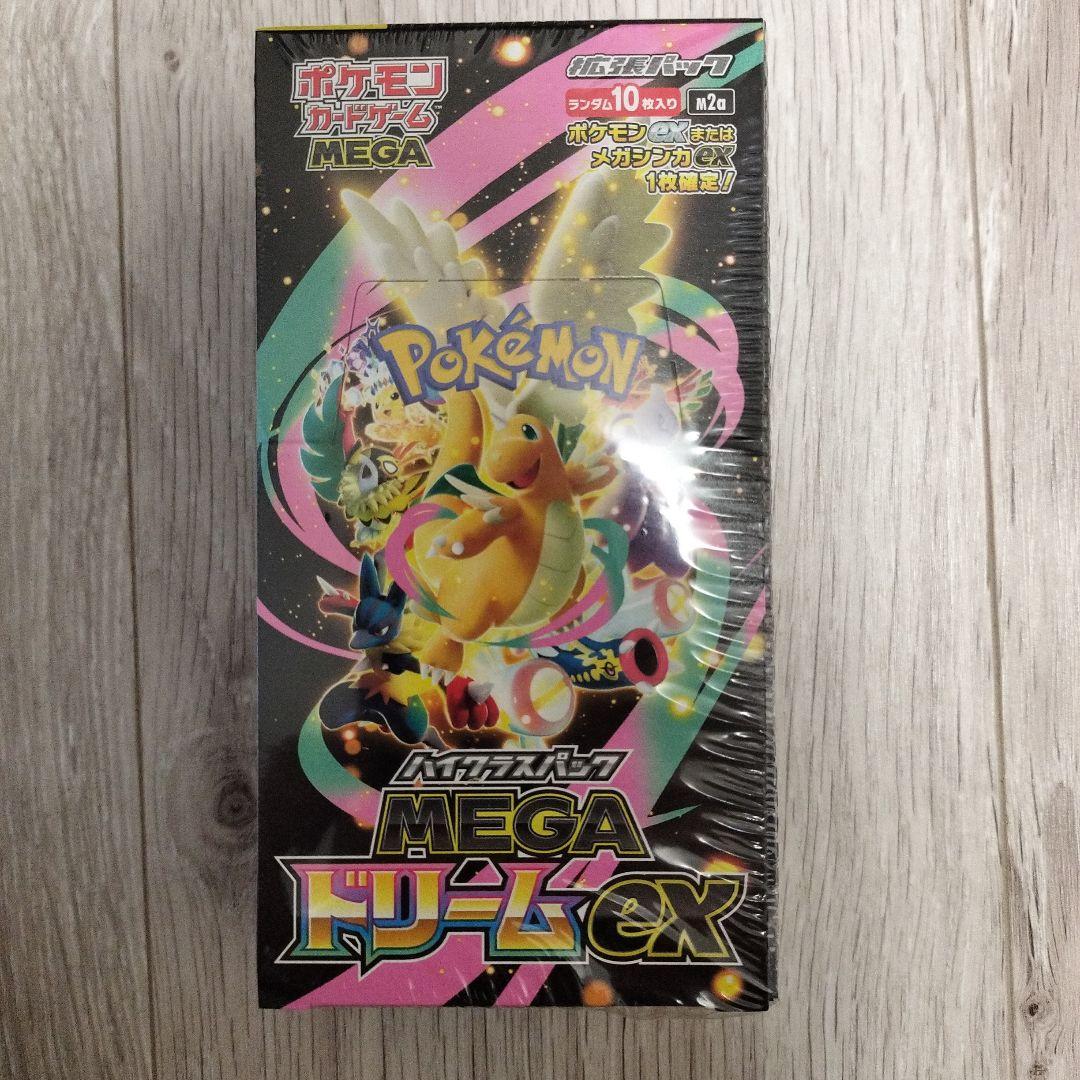 ポケモン
カードゲーム™
MEGA
拡張パック
ランダム10枚入り
M2a
ポケモンexまたは
メガシンカex
1枚確定!
POKéMON
ハイクラスパック
MEGA
ドリームex